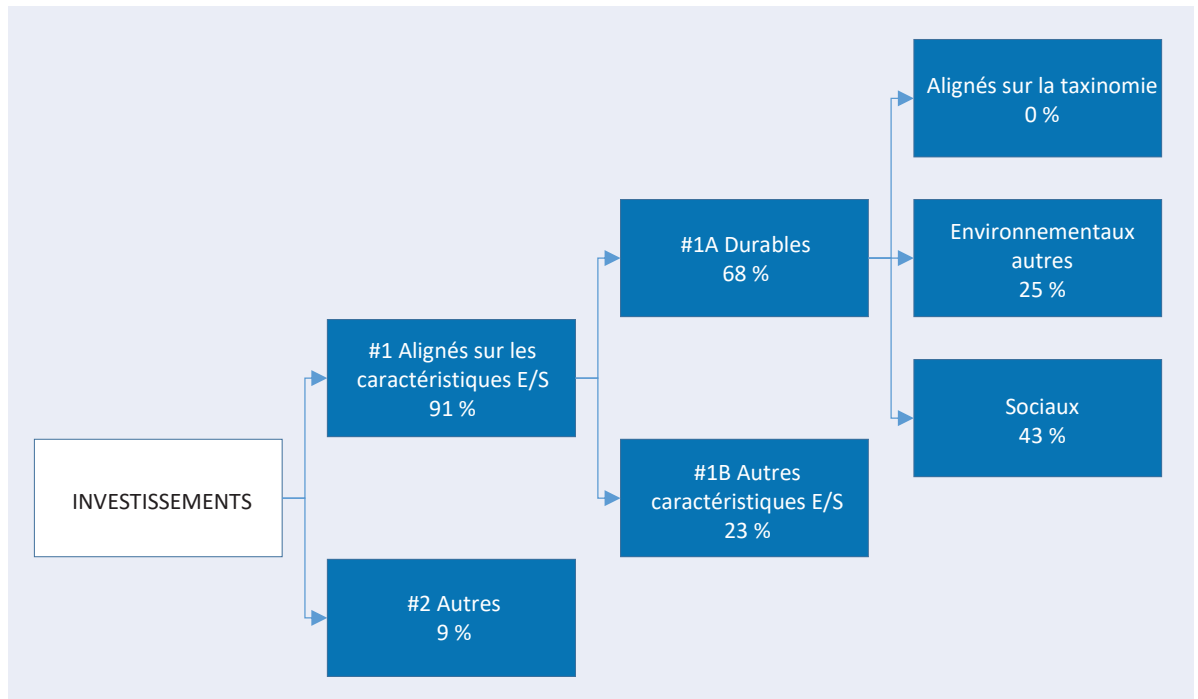 INVESTISSEMENTS
#1 Alignés sur les
caractéristiques E/S
91 %
#2 Autres
9 %
#1A Durables
68 %
#1B Autres
caractéristiques E/S
23 %
Alignés sur la taxinomie
0 %
Environnementaux
autres
25 %
Sociaux
43 %